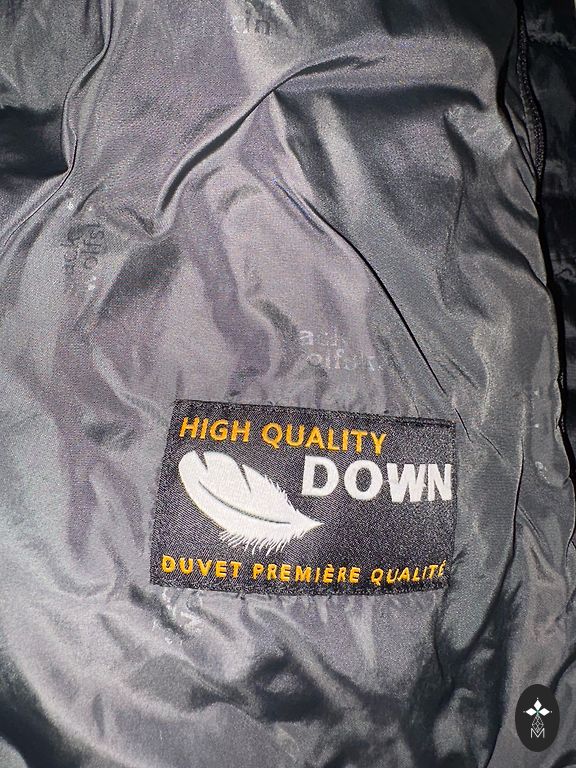 HIGH QUALITY
DOWN
DUVET PREMIÈRE QUALITÉ
M